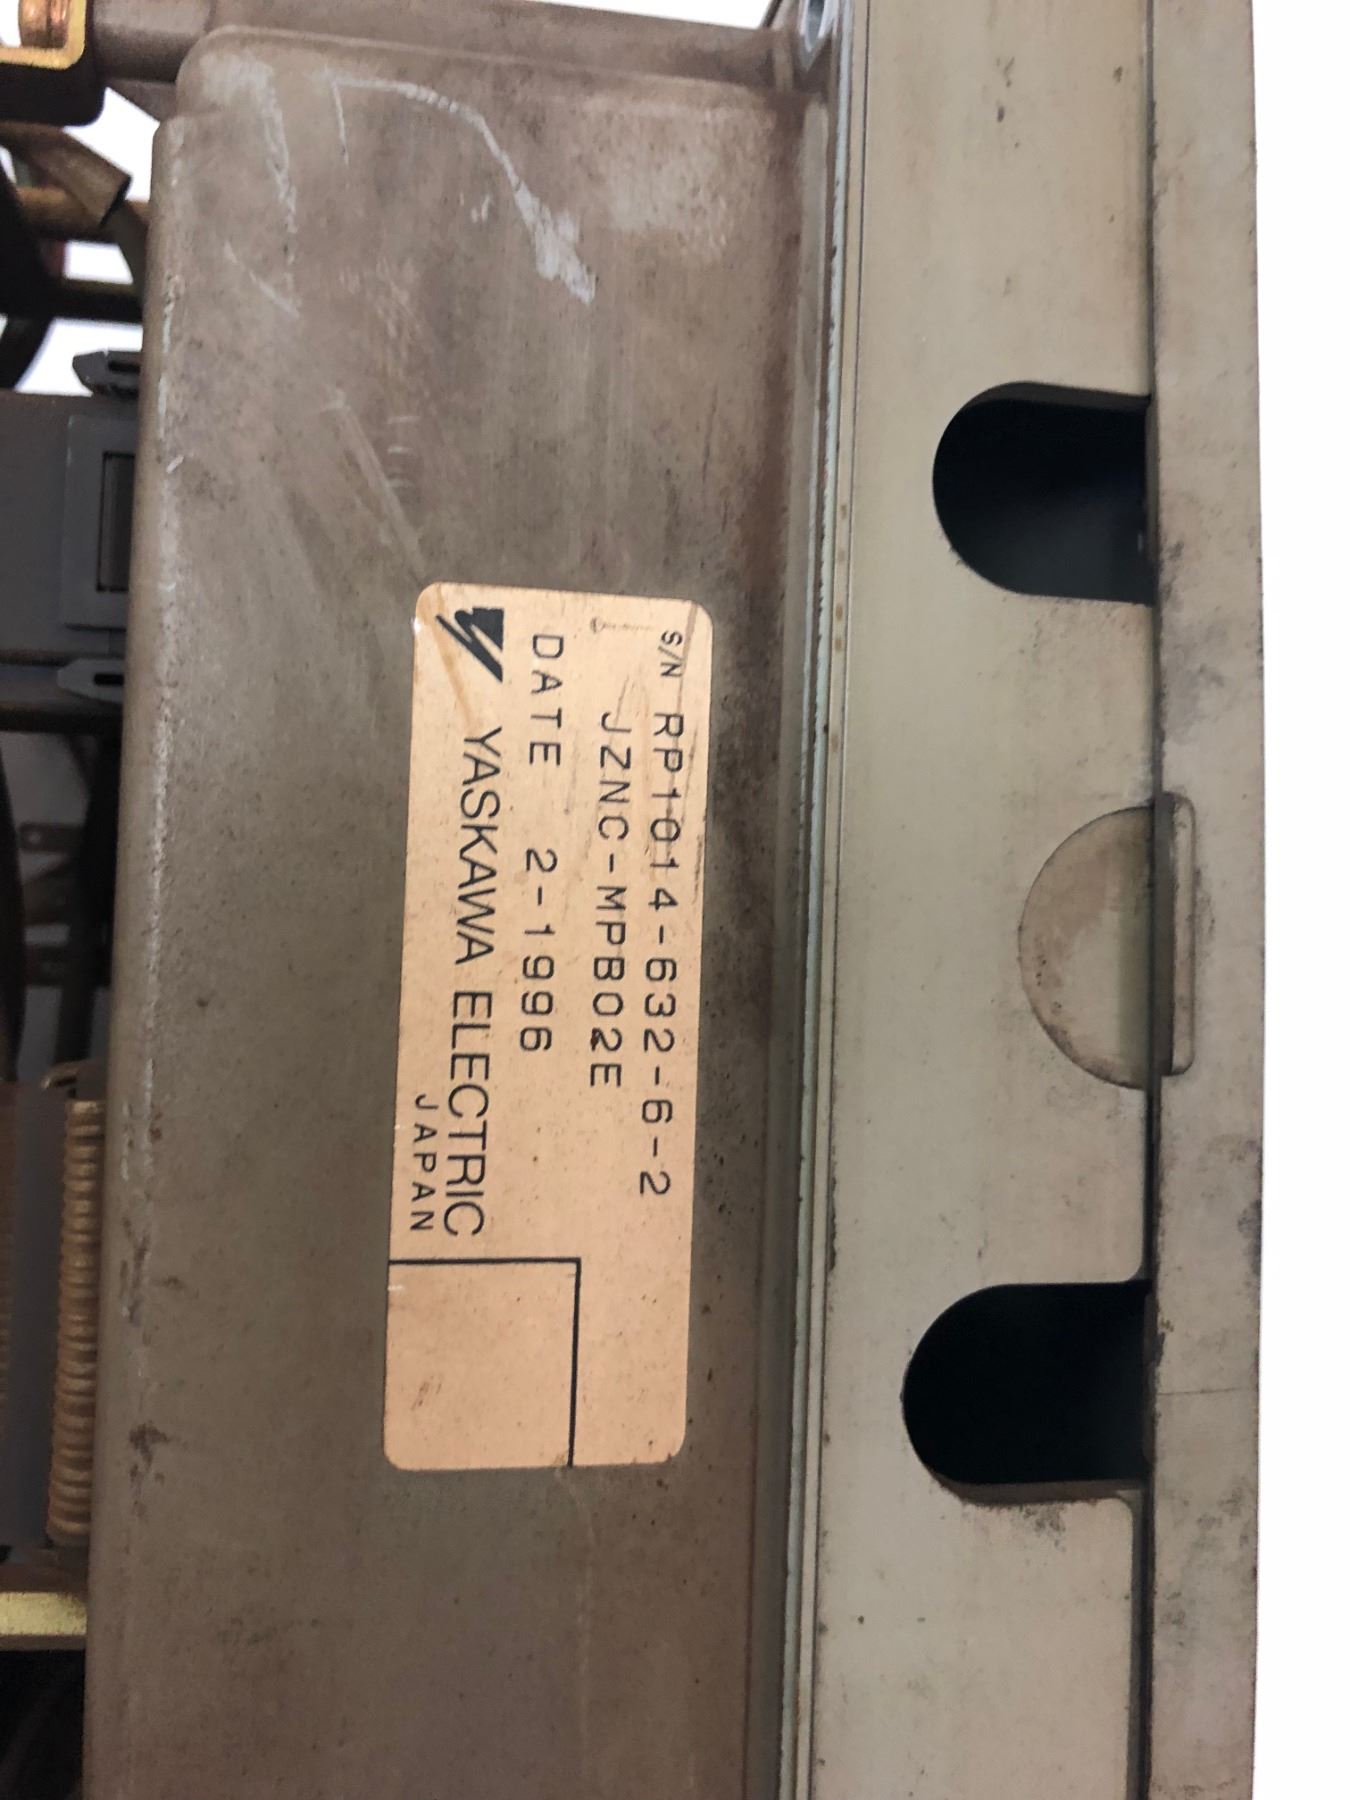 S/N RP1014-632-6-2
JZNC-MPB02E
DATE 2-1996
YASKAWA ELECTRIC
JAPAN